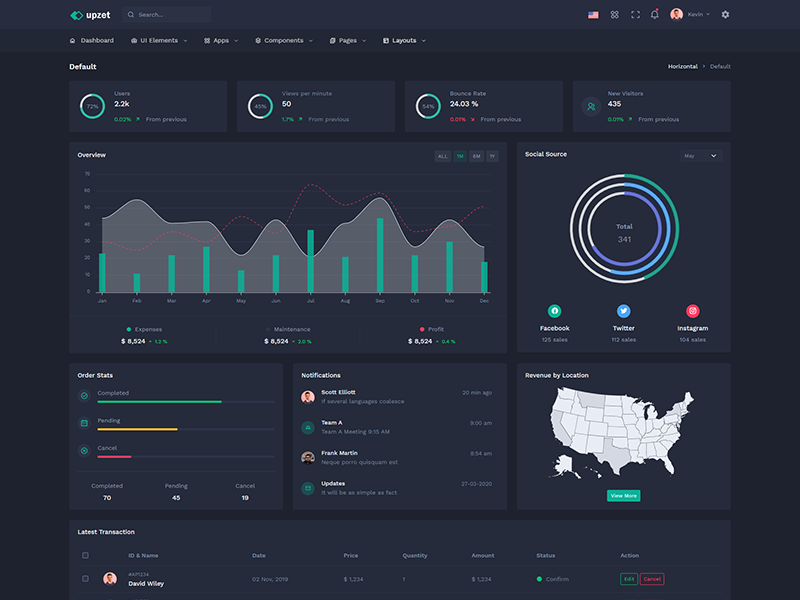 upzet
Search...
Kevin
Dashboard
UI Elements
Apps
Components
Pages
Layouts
Default
Horizontal > Default
72%
Users
2.2k
0.02% From previous
45%
Views per minute
50
1.7% From previous
54%
Bounce Rate
24.03 %
0.01% From previous
New Visitors
435
0.01% From previous
Overview
ALL 1M 6M 1Y
70
60
50
40
30
20
10
0
Jan Feb Mar Apr May Jun Jul Aug Sep Oct Nov Dec
Expenses
$ 8,524 1.2 %
Maintanance
$ 8,524 2.0 %
Profit
$ 8,524 0.4 %
Social Source
May
Total
341
Facebook
125 sales
Twitter
112 sales
Instagram
104 sales
Order Stats
Completed
Pending
Cancel
Completed Pending Cancel
70 45 19
Notifications
Scott Elliott 20 min ago
If several languages coalesce
Team A 9:00 am
Team A Meeting 9:15 AM
Frank Martin 8:54 am
Neque porro quisquam est
Updates 27-03-2020
It will be as simple as fact
Revenue by Location
View More
Latest Transaction
ID & Name Date Price Quantity Amount Status Action
#AP1234
David Wiley 02 Nov, 2019 $ 1,234 1 $ 1,234 Confirm Edit Cancel